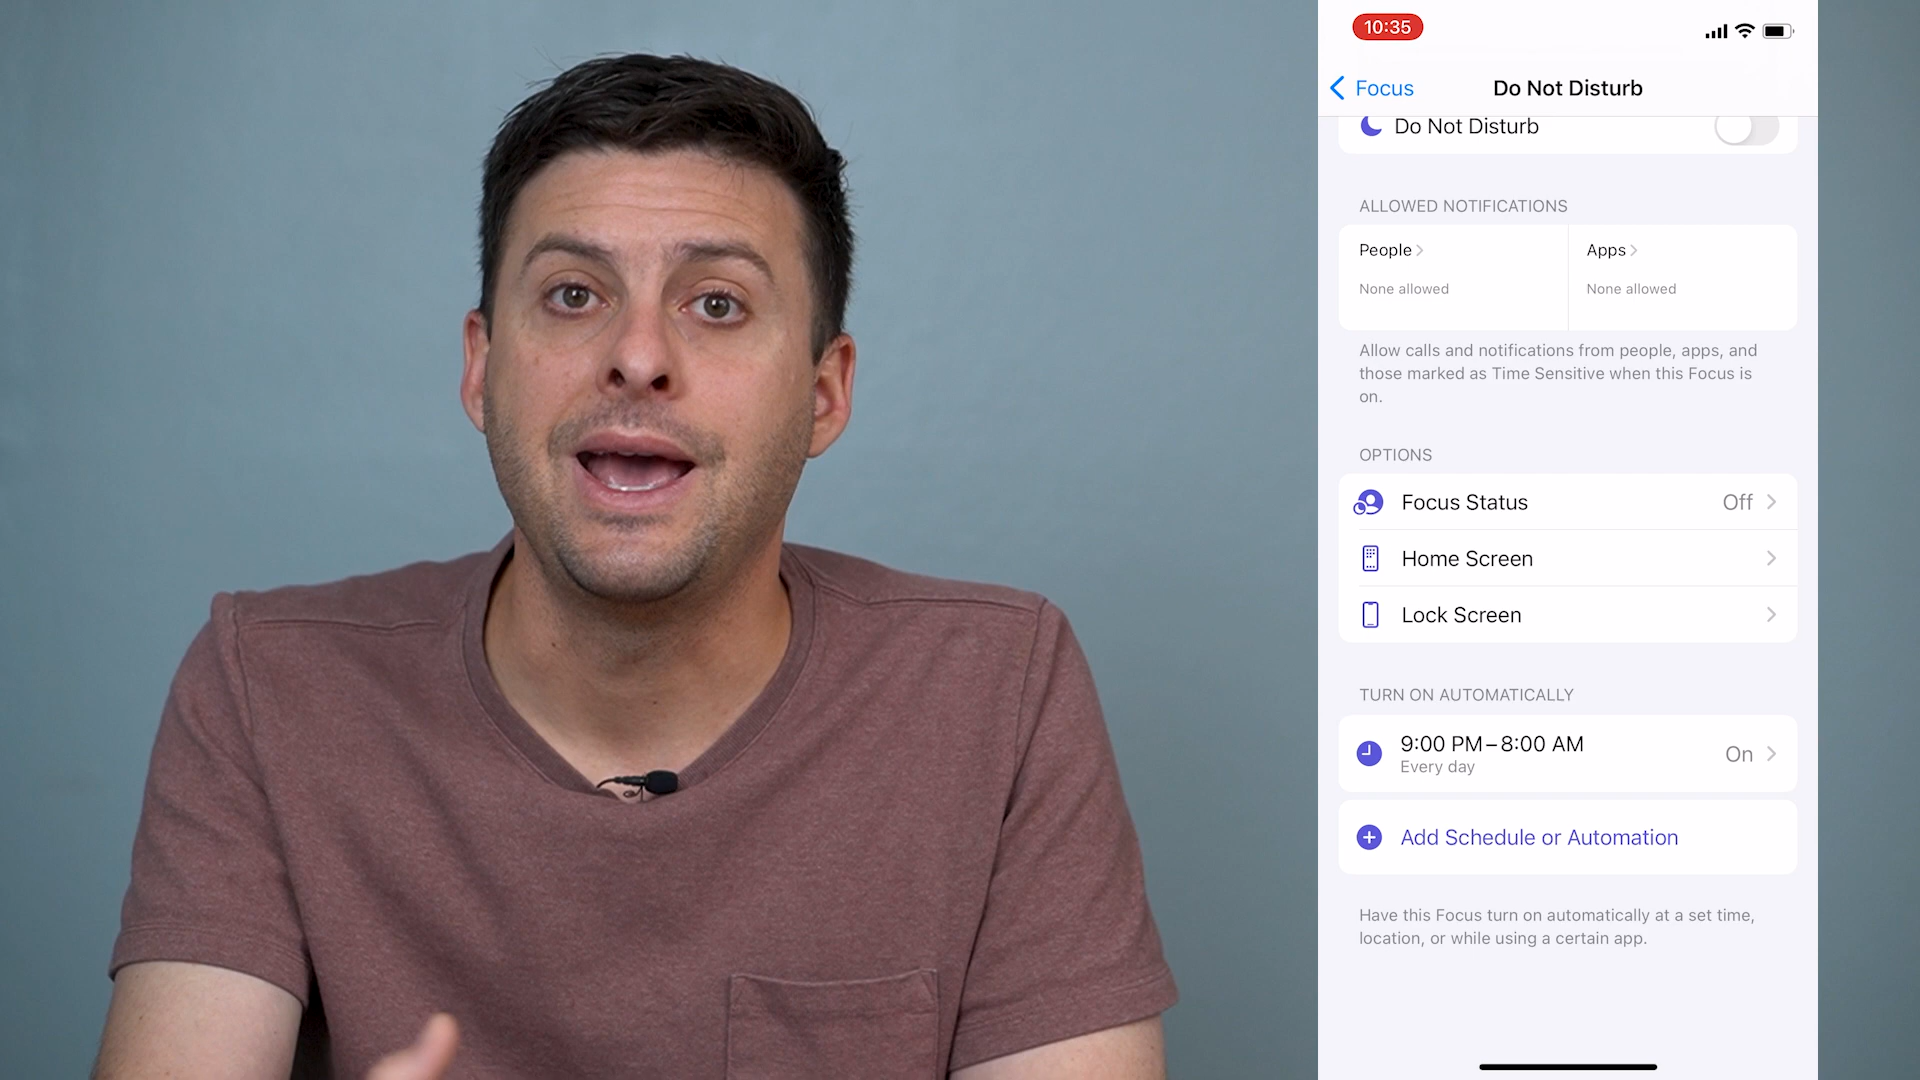 10:35
Focus
Do Not Disturb
Do Not Disturb
ALLOWED NOTIFICATIONS
People
Apps
None allowed
None allowed
Allow calls and notifications from people, apps, and
those marked as Time Sensitive when this Focus is
on.
OPTIONS
Focus Status
Off
Home Screen
Lock Screen
TURN ON AUTOMATICALLY
9:00 PM–8:00 AM
On
Every day
Add Schedule or Automation
Have this Focus turn on automatically at a set time,
location, or while using a certain app.